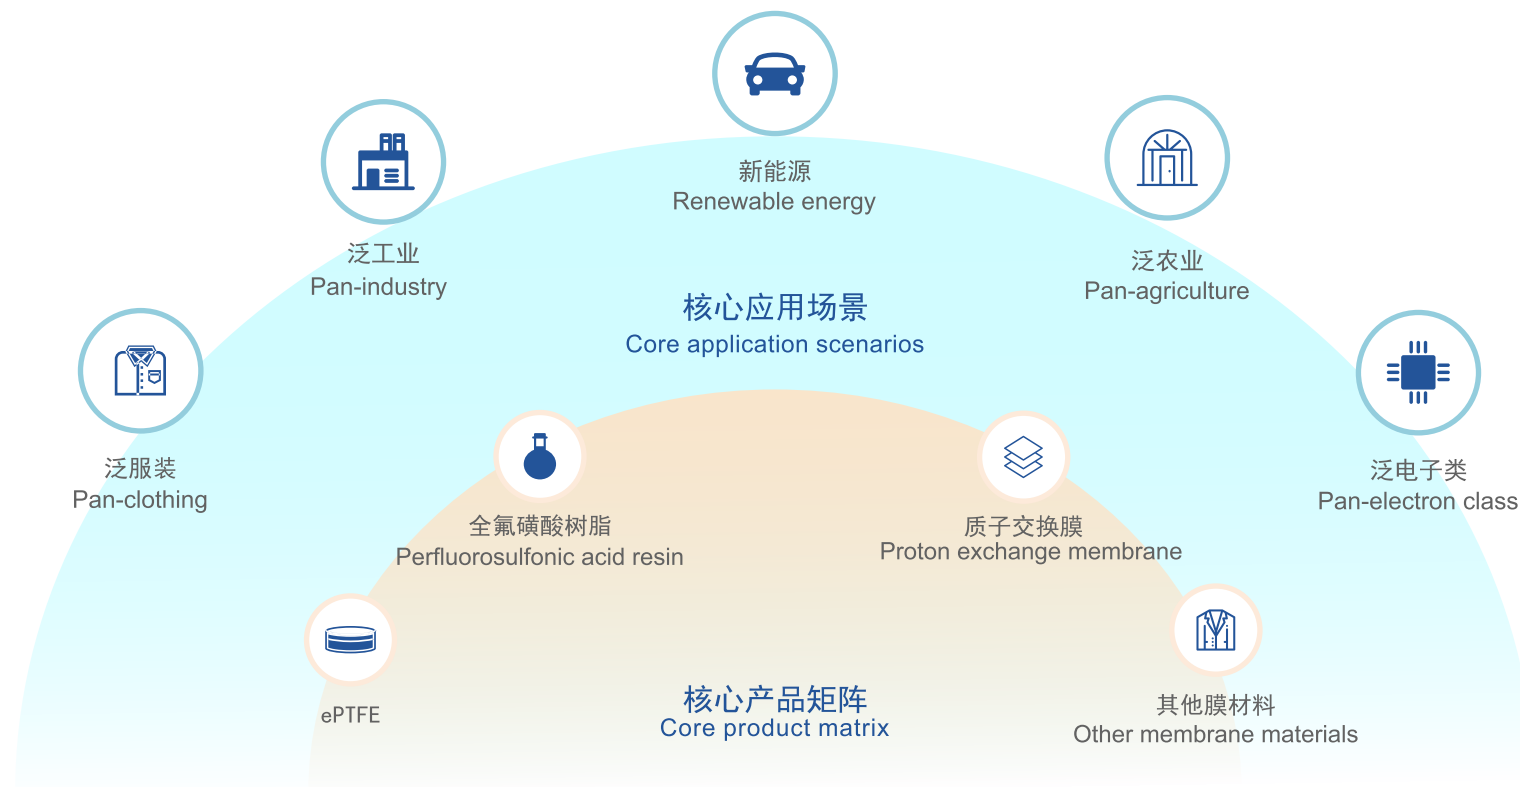 新能源
Renewable energy
泛工业
Pan-industry
泛农业
Pan-agriculture
核心应用场景
Core application scenarios
泛服装
Pan-clothing
泛电子类
Pan-electron class
全氟磺酸树脂
Perfluorosulfonic acid resin
质子交换膜
Proton exchange membrane
ePTFE
核心产品矩阵
Core product matrix
其他膜材料
Other membrane materials